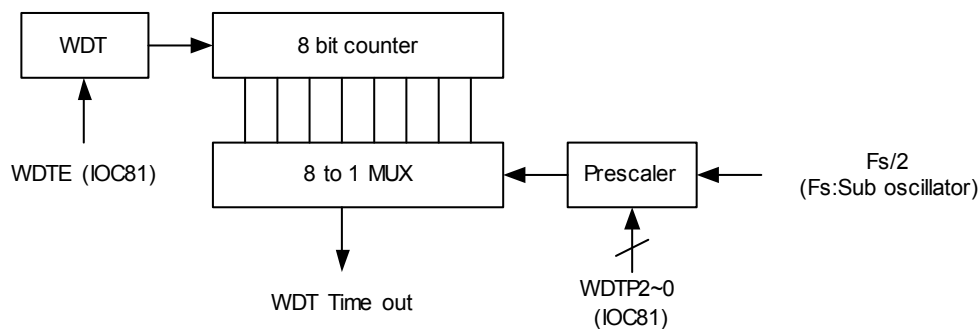 WDT
8 bit counter
WDTE (IOC81)
8 to 1 MUX
Prescaler
Fs/2
(Fs:Sub oscillator)
WDT Time out
WDTP2~0
(IOC81)